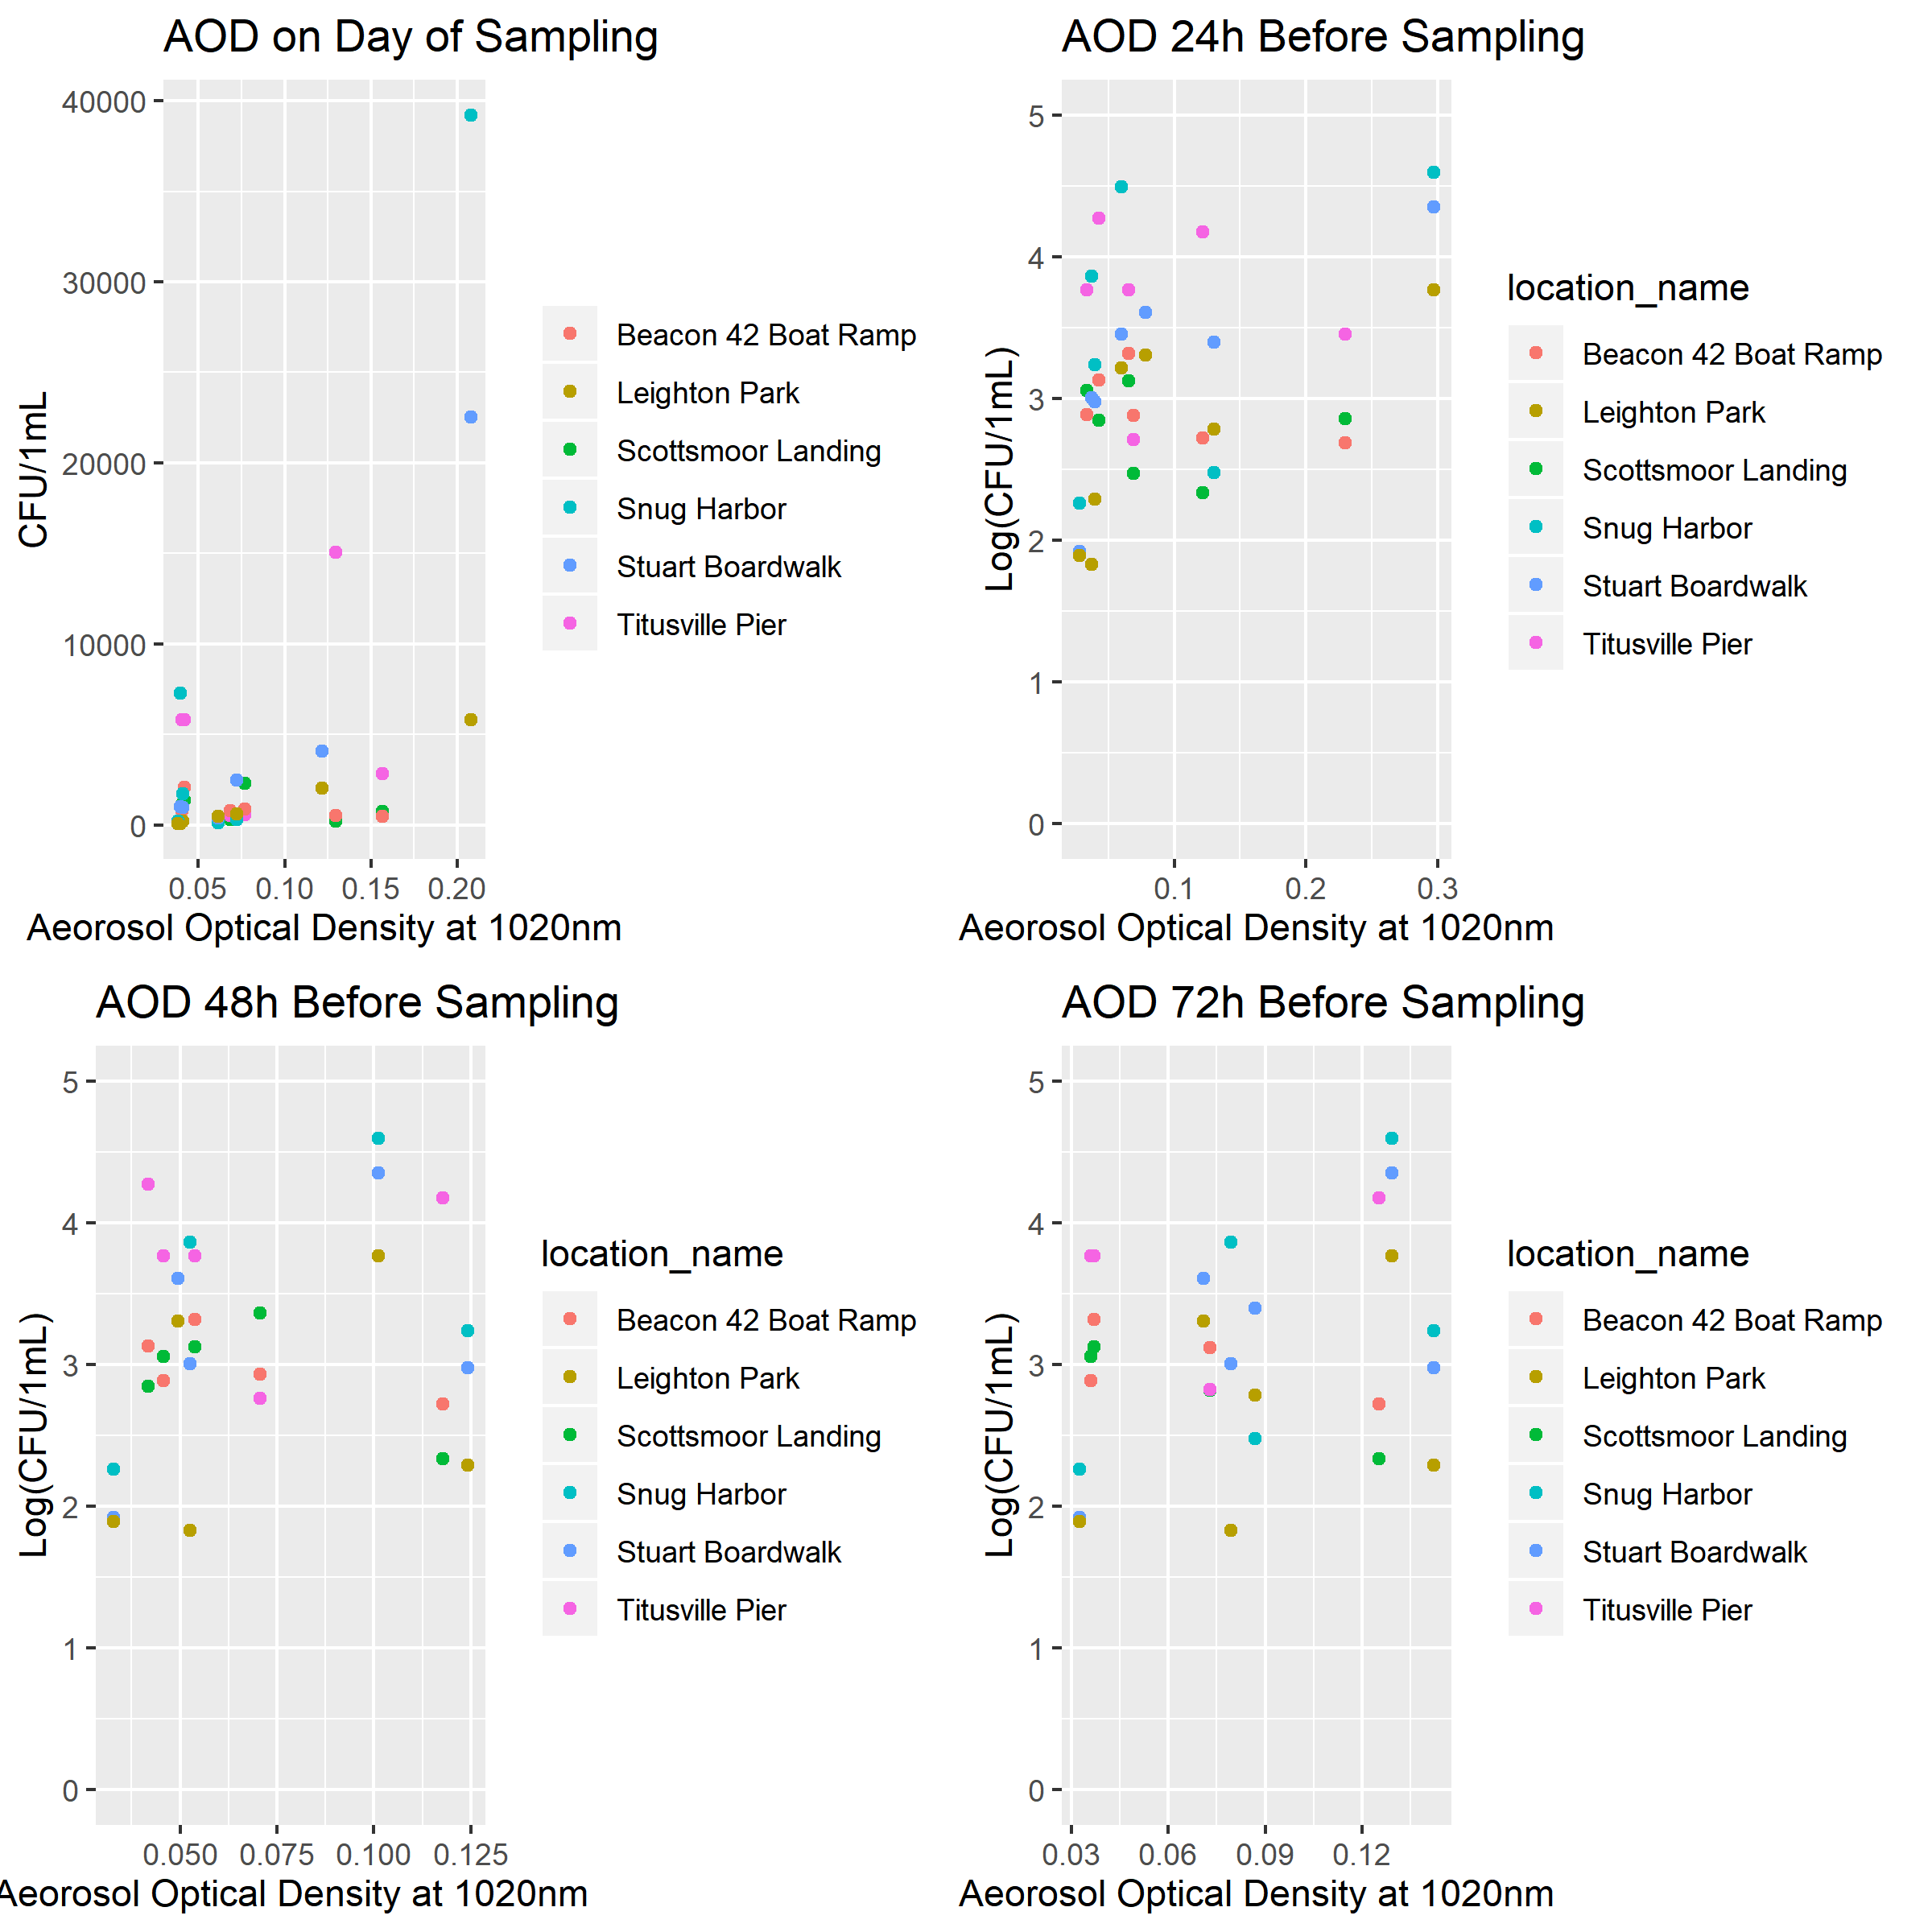 AOD on Day of Sampling
CFU/1mL
40000
30000
20000
10000
0
0.05 0.10 0.15 0.20
Aeorosol Optical Density at 1020nm
Beacon 42 Boat Ramp
Leighton Park
Scottsmoor Landing
Snug Harbor
Stuart Boardwalk
Titusville Pier
AOD 24h Before Sampling
Log(CFU/1mL)
5
4
3
2
1
0
0.1 0.2 0.3
Aeorosol Optical Density at 1020nm
location_name
Beacon 42 Boat Ramp
Leighton Park
Scottsmoor Landing
Snug Harbor
Stuart Boardwalk
Titusville Pier
AOD 48h Before Sampling
Log(CFU/1mL)
5
4
3
2
1
0
0.050 0.075 0.100 0.125
Aeorosol Optical Density at 1020nm
location_name
Beacon 42 Boat Ramp
Leighton Park
Scottsmoor Landing
Snug Harbor
Stuart Boardwalk
Titusville Pier
AOD 72h Before Sampling
Log(CFU/1mL)
5
4
3
2
1
0
0.03 0.06 0.09 0.12
Aeorosol Optical Density at 1020nm
location_name
Beacon 42 Boat Ramp
Leighton Park
Scottsmoor Landing
Snug Harbor
Stuart Boardwalk
Titusville Pier